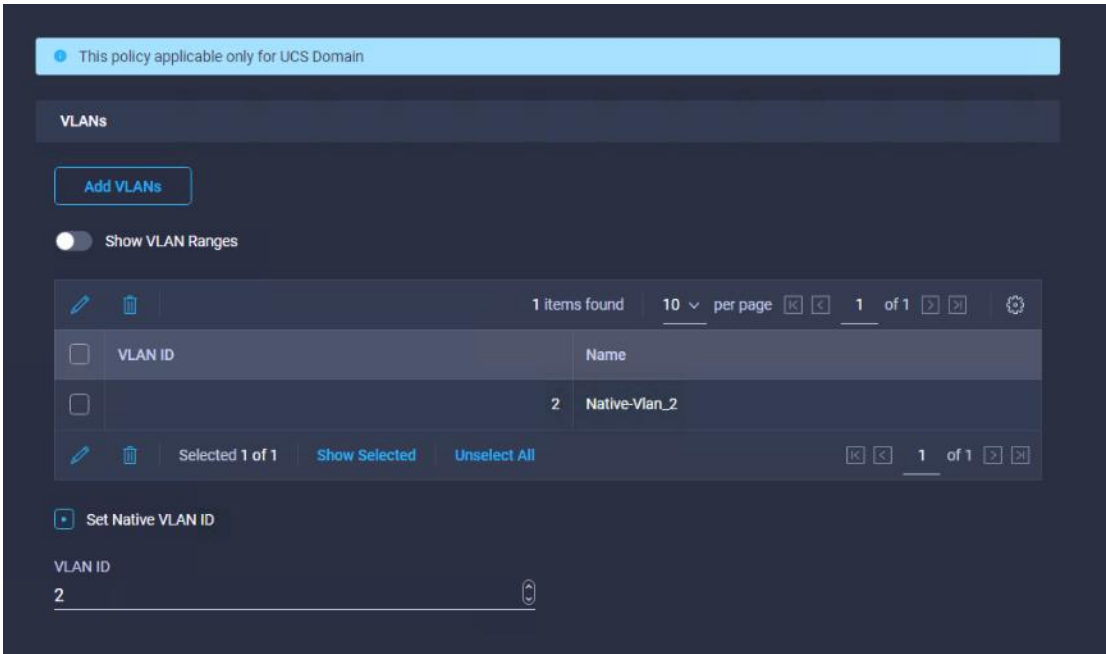 This policy applicable only for UCS Domain
VLANs
Add VLANs
Show VLAN Ranges
1 items found 10 per page 1 of 1
VLAN ID Name
2 Native-Vlan_2
Selected 1 of 1 Show Selected Unselect All 1 of 1
Set Native VLAN ID
VLAN ID
2